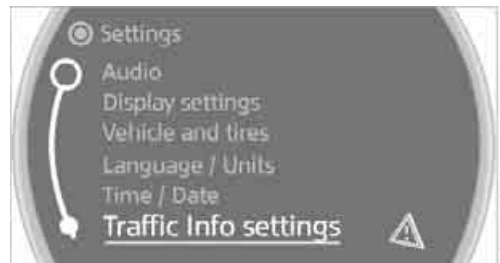 Settings
Audio
Display settings
Vehicle and tires
Language / Units
Time / Date
Traffic Info settings